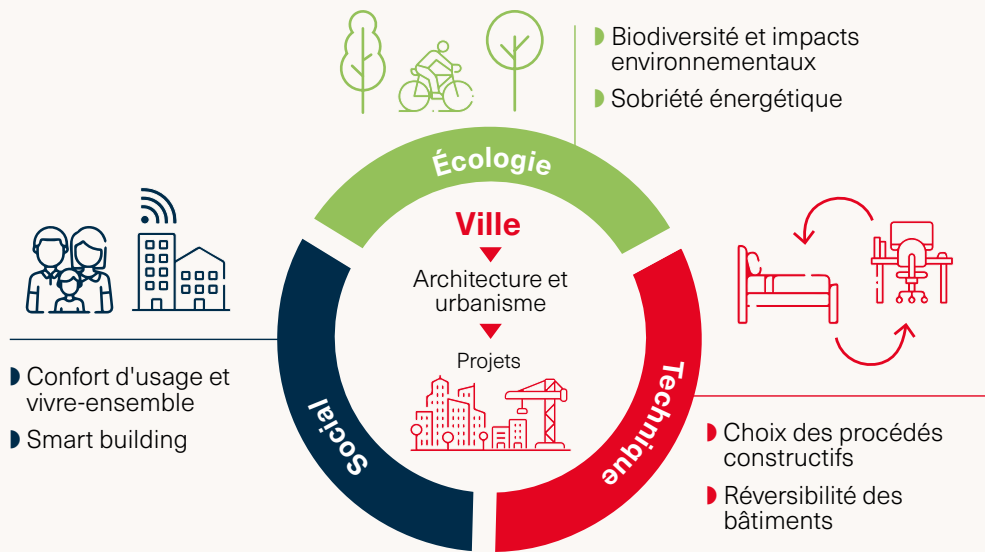 Biodiversité et impacts
environnementaux
Sobriété énergétique
Écologie
Ville
Architecture et
urbanisme
Projets
Social
Technique
Confort d'usage et
vivre-ensemble
Smart building
Choix des procédés
constructifs
Réversibilité des
bâtiments